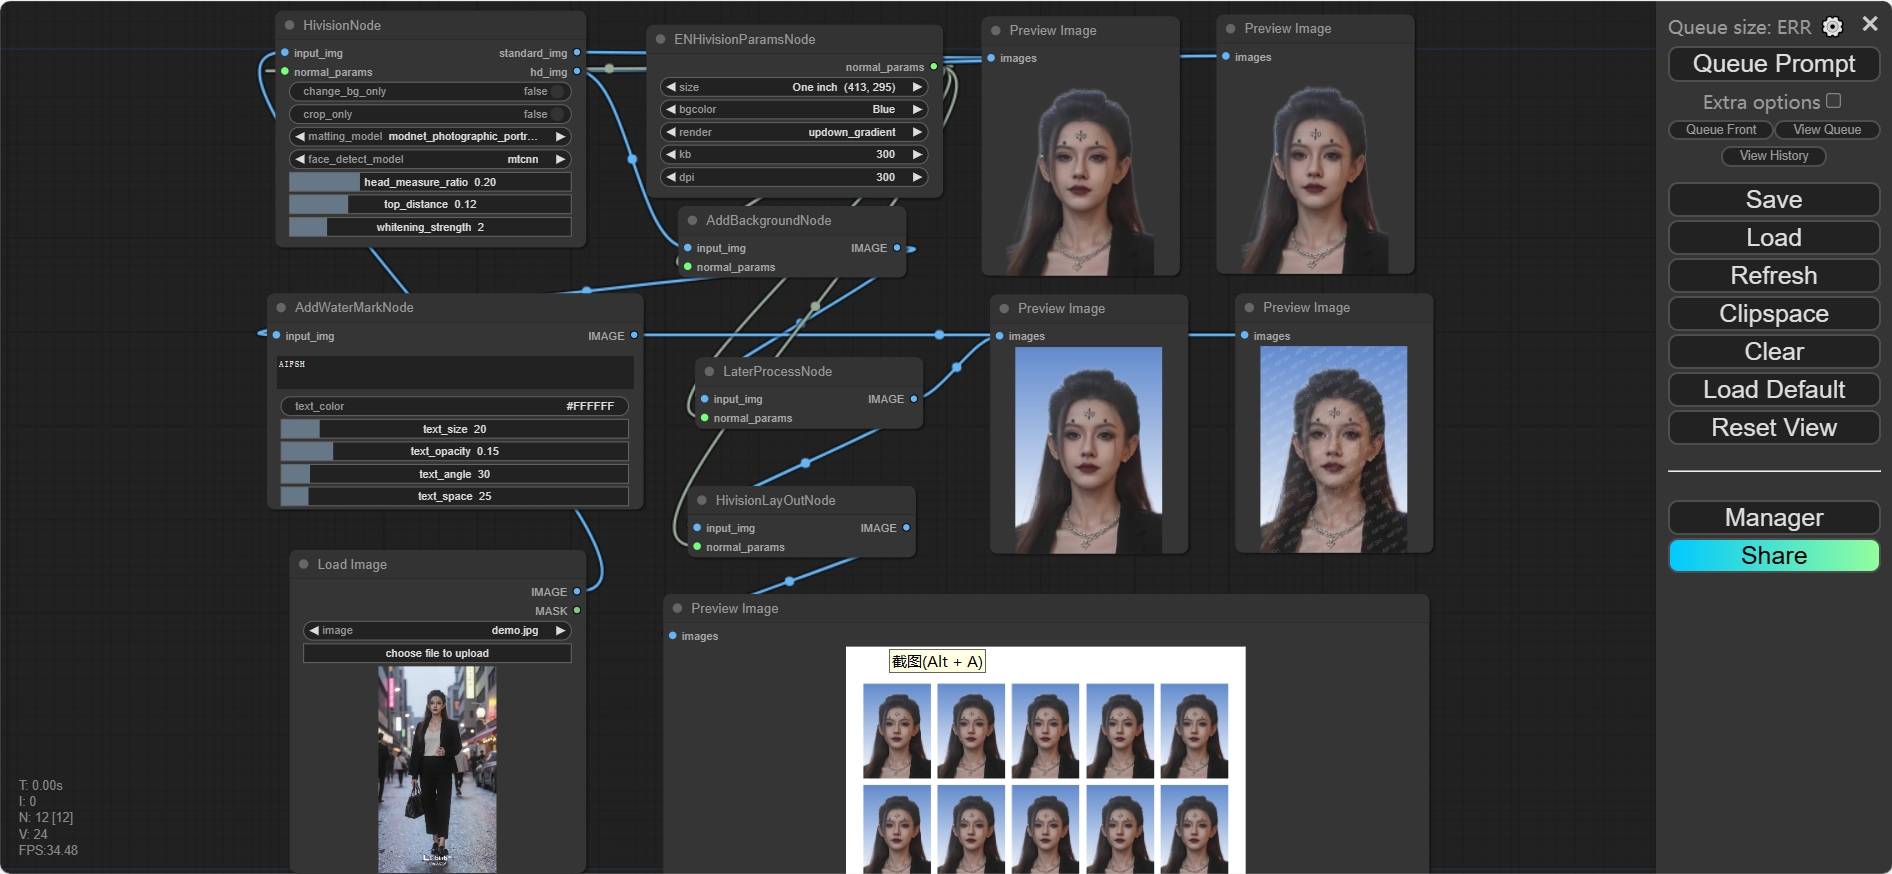 HivisionNode
input_img standard_img
normal_params hd_img
change_bg_only false
crop_only false
matting_model modnet_photographic_portr...
face_detect_model mtcnn
head_measure_ratio 0.20
top_distance 0.12
whitening_strength 2
ENHivisionParamsNode
normal_params
size One inch (413, 295)
bgcolor Blue
render updown_gradient
kb 300
dpi 300
Preview Image
images
Preview Image
images
AddBackgroundNode
input_img IMAGE
normal_params
AddWaterMarkNode
input_img IMAGE
AIFSH
text_color #FFFFFF
text_size 20
text_opacity 0.15
text_angle 30
text_space 25
LaterProcessNode
input_img IMAGE
normal_params
Preview Image
images
Preview Image
images
HivisionLayOutNode
input_img IMAGE
normal_params
Load Image
IMAGE
MASK
image demo.jpg
choose file to upload
Preview Image
images
截图(Alt + A)
T: 0.00s
I: 0
N: 12 [12]
V: 24
FPS:34.48
Queue size: ERR
Queue Prompt
Extra options
Queue Front View Queue
View History
Save
Load
Refresh
Clipspace
Clear
Load Default
Reset View
Manager
Share